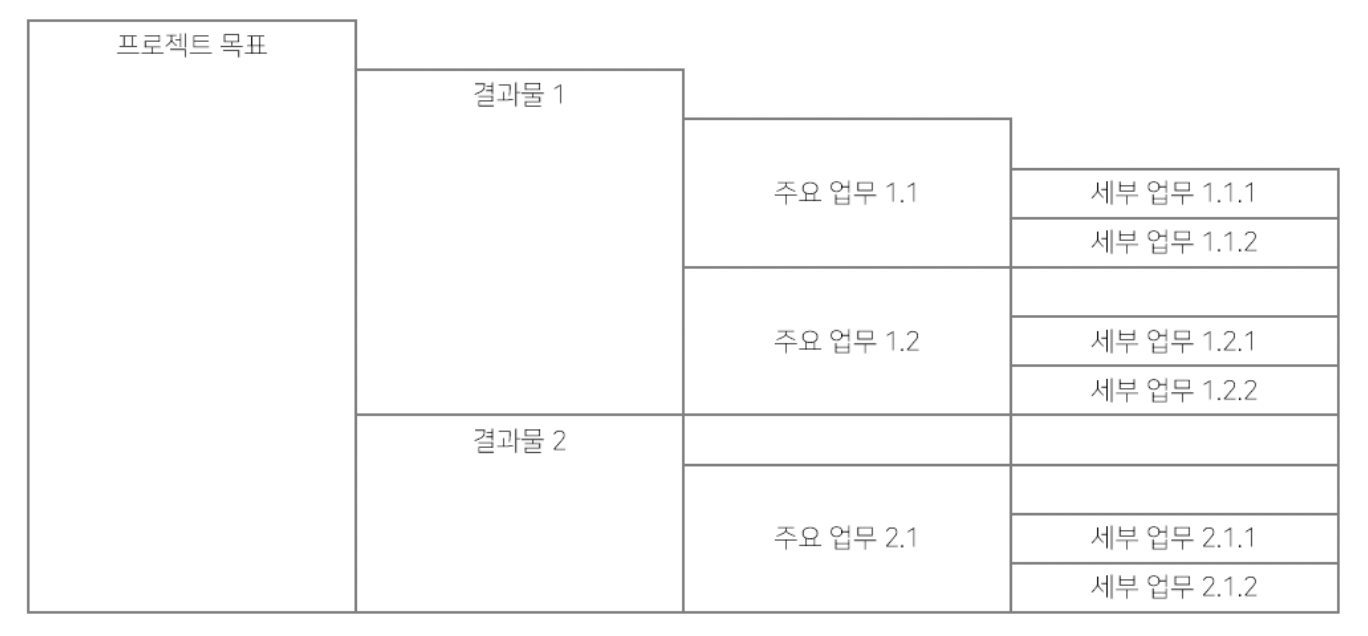 프로젝트 목표
결과물 1
주요 업무 1.1
세부 업무 1.1.1
세부 업무 1.1.2
주요 업무 1.2
세부 업무 1.2.1
세부 업무 1.2.2
결과물 2
주요 업무 2.1
세부 업무 2.1.1
세부 업무 2.1.2